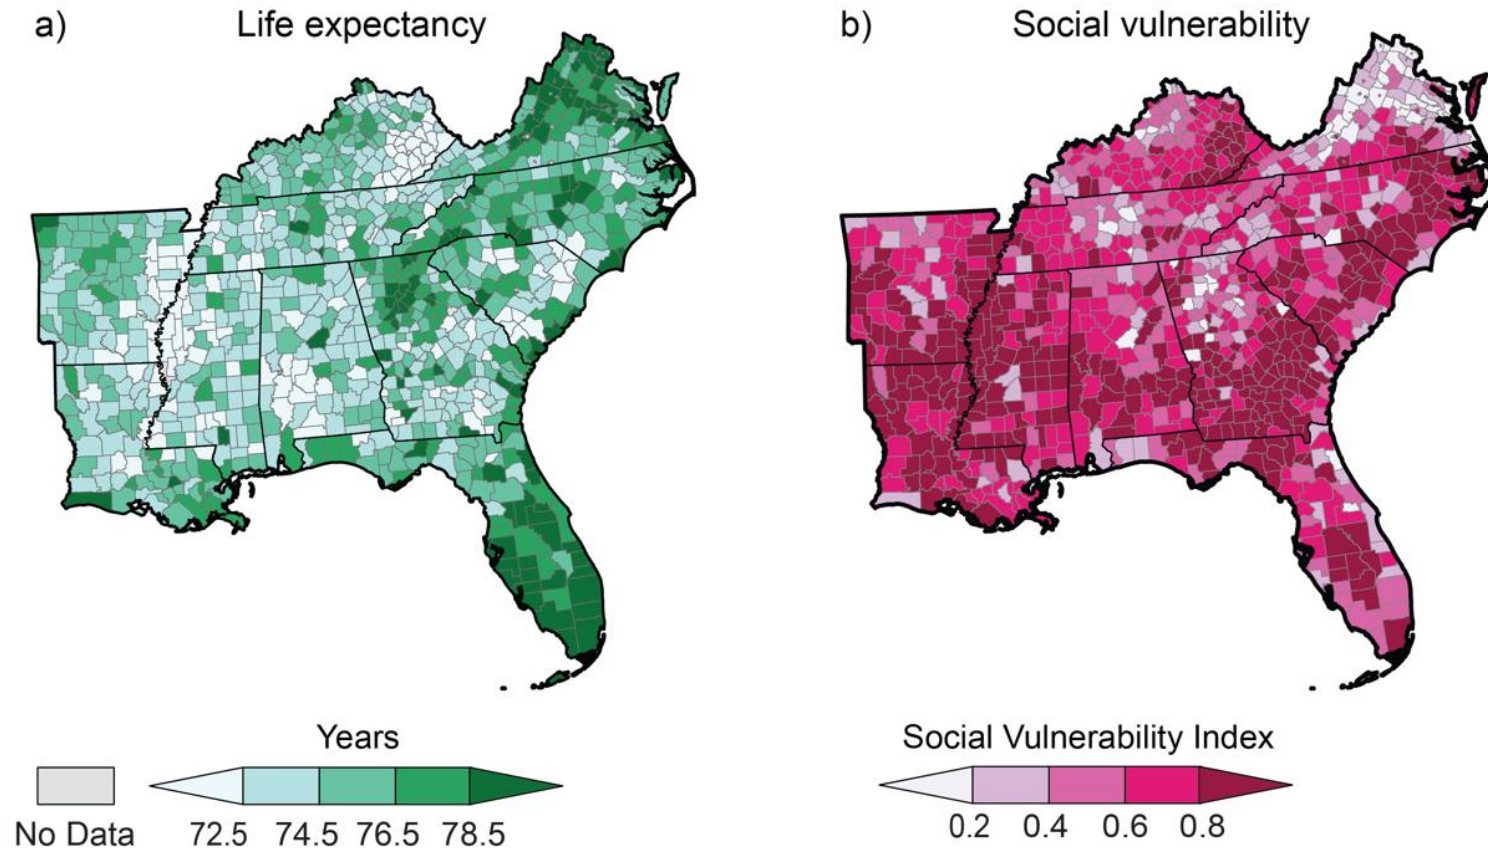 a) Life expectancy
b) Social vulnerability
Years
No Data
72.5 74.5 76.5 78.5
Social Vulnerability Index
0.2 0.4 0.6 0.8